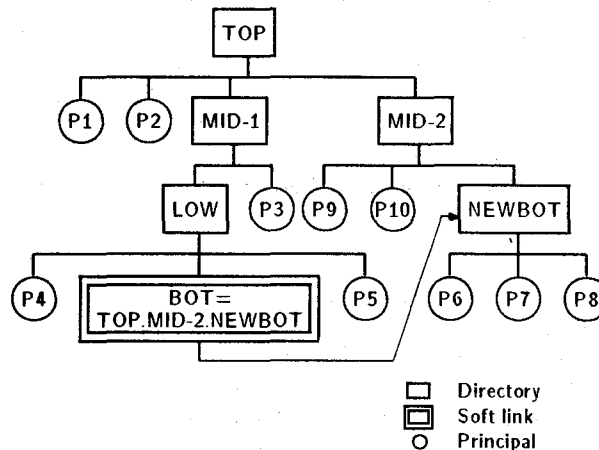 TOP
P1
P2
MID-1
MID-2
LOW
P3
P9
P10
NEWBOT
P4
BOT=
TOP.MID-2.NEWBOT
P5
P6
P7
P8
Directory
Soft link
Principal